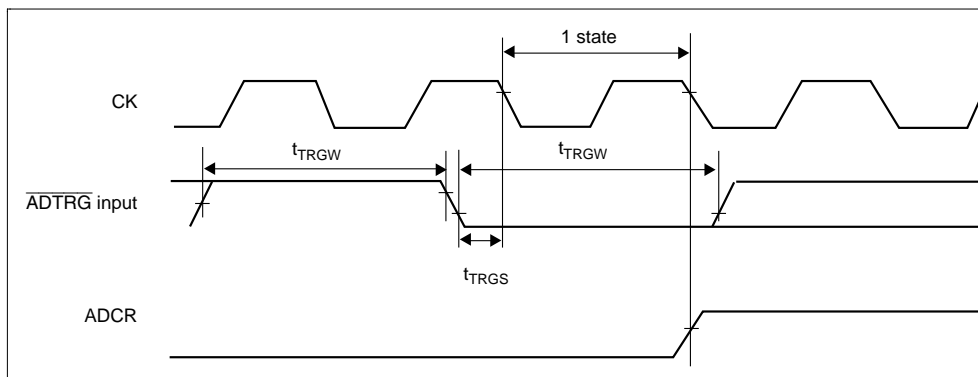 1 state
CK
tTRGW
tTRGW
ADTRG input
tTRGS
ADCR